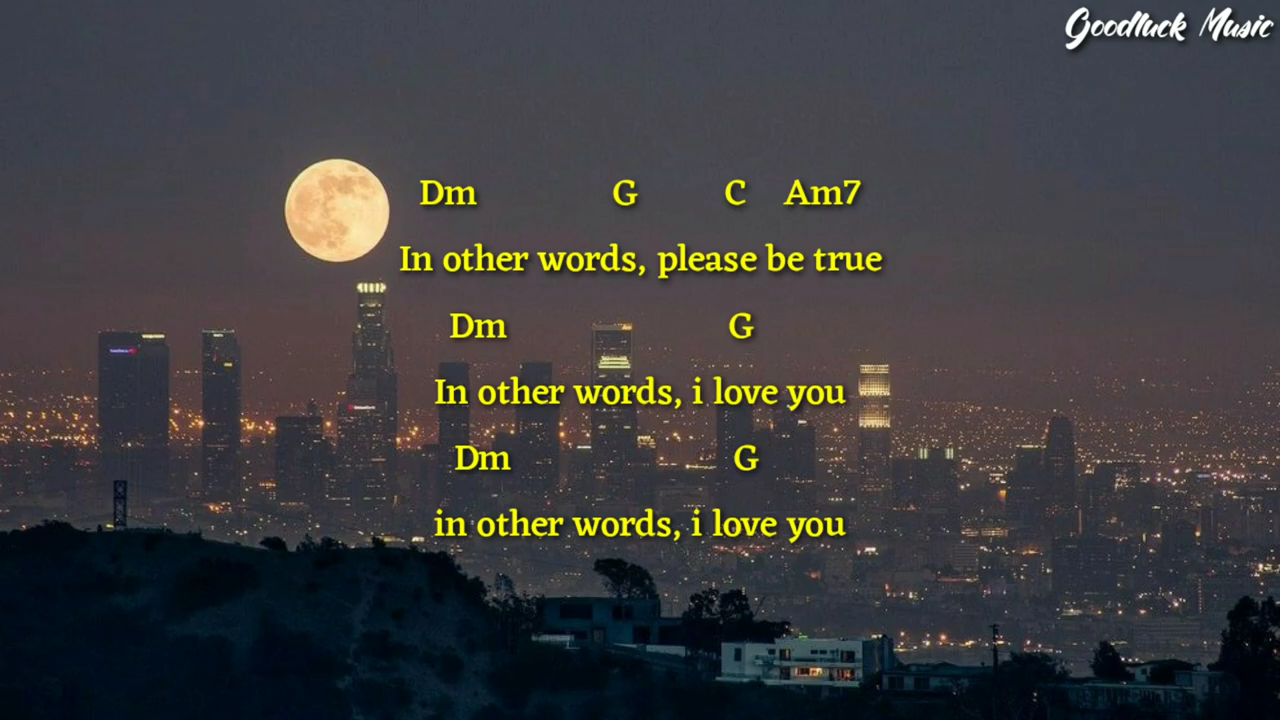 Goodluck Music
Dm G C Am7
In other words, please be true
Dm G
In other words, i love you
Dm G
in other words, i love you